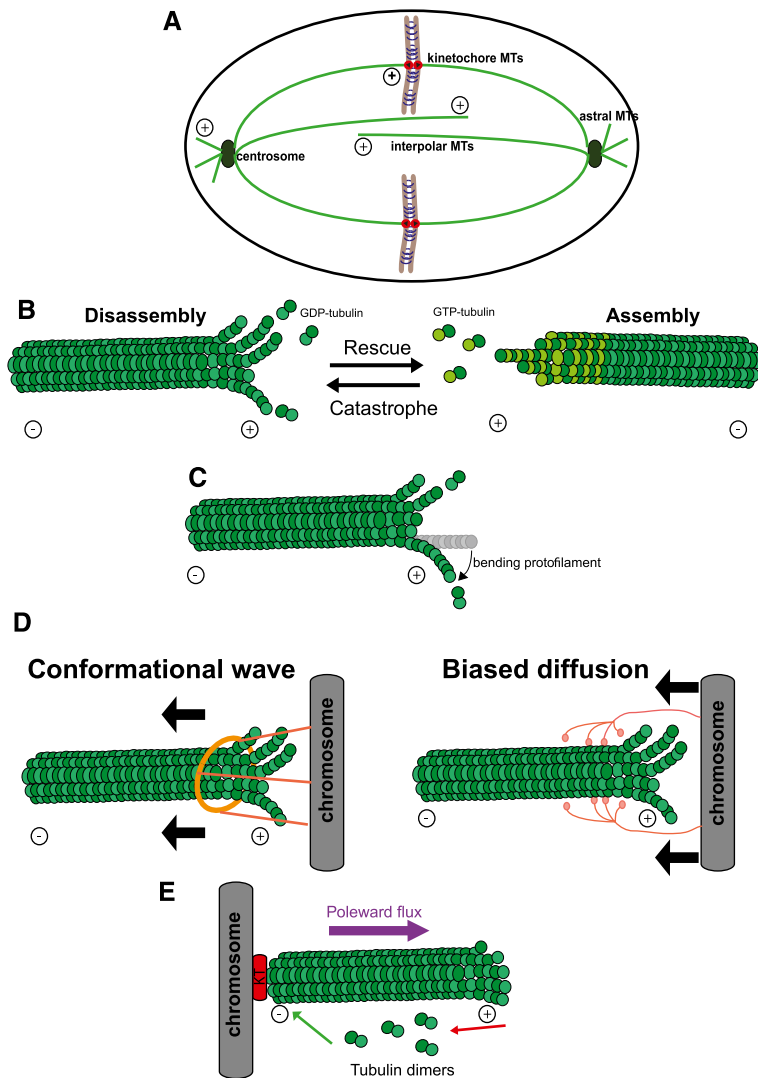 A
kinetochore MTs
+
+
+
astral MTs
+
interpolar MTs
centrosome
B
Disassembly
GDP-tubulin
GTP-tubulin
Assembly
Rescue
Catastrophe
-
+
+
-
C
bending protofilament
-
+
D
Conformational wave
Biased diffusion
chromosome
chromosome
-
+
-
+
E
chromosome
KT
Poleward flux
-
+
Tubulin dimers